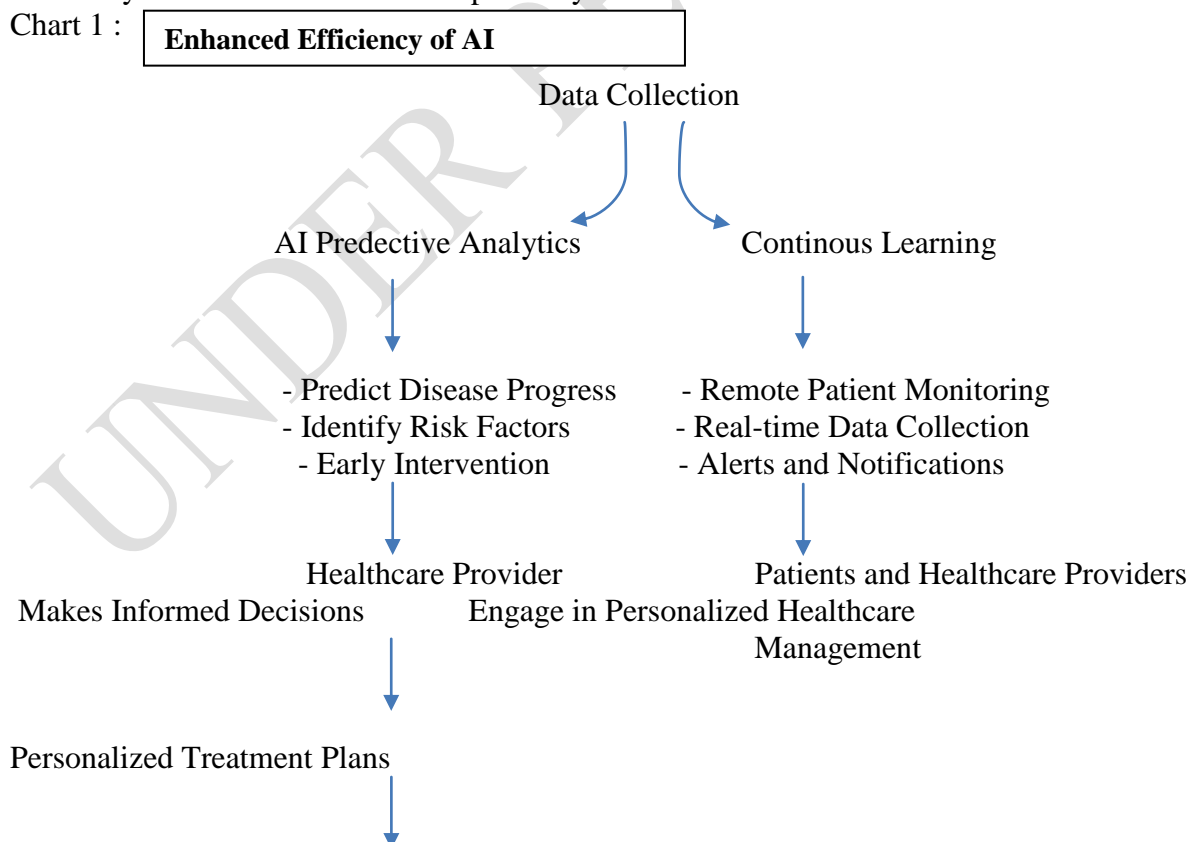 Chart 1 :
Enhanced Efficiency of AI
Data Collection
AI Predective Analytics Continous Learning
- Predict Disease Progress - Remote Patient Monitoring
- Identify Risk Factors - Real-time Data Collection
- Early Intervention - Alerts and Notifications
Healthcare Provider Patients and Healthcare Providers
Makes Informed Decisions Engage in Personalized Healthcare
Management
Personalized Treatment Plans
UNDER